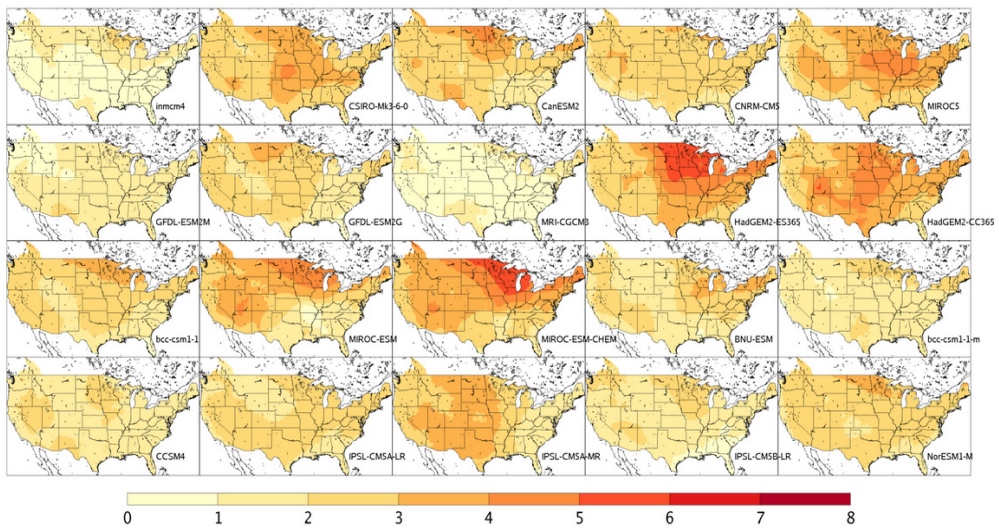 inmcm4 CSIRO-Mk3-6-0 CanESM2 CNRM-CM5 MIROC5
GFDL-ESM2M GFDL-ESM2G MRI-CGCM3 HadGEM2-ES365 HadGEM2-CC365
bcc-csm1-1 MIROC-ESM MIROC-ESM-CHEM BNU-ESM bcc-csm1-1-m
CCSM4 IPSL-CM5A-LR IPSL-CM5A-MR IPSL-CM5B-LR NorESM1-M
0 1 2 3 4 5 6 7 8